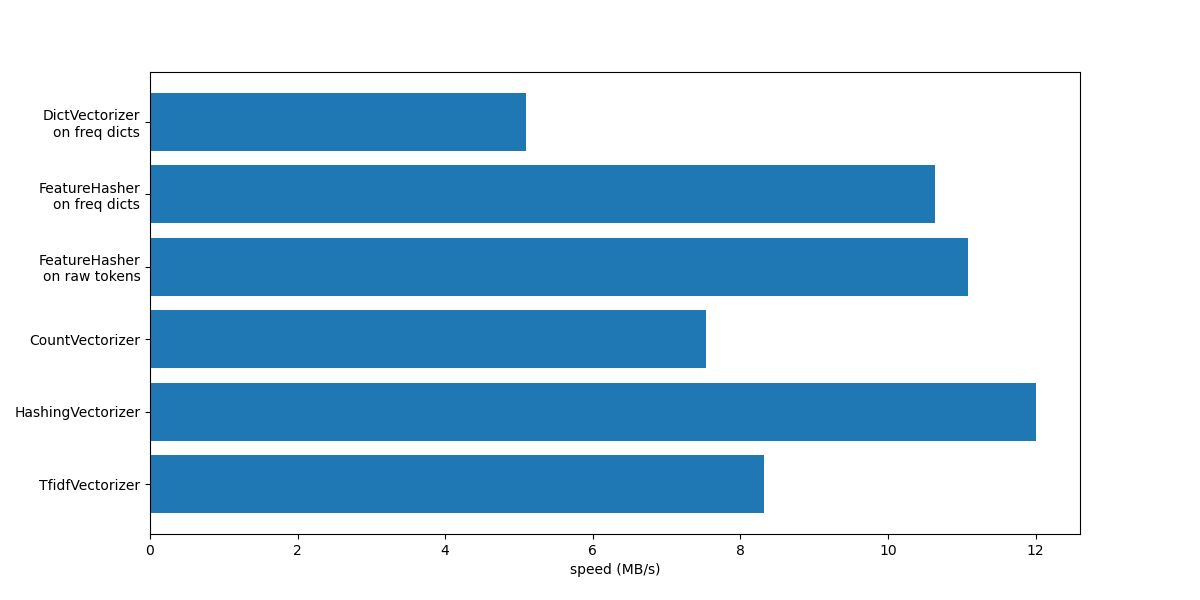 DictVectorizer
on freq dicts
FeatureHasher
on freq dicts
FeatureHasher
on raw tokens
CountVectorizer
HashingVectorizer
TfidfVectorizer
0 2 4 6 8 10 12
speed (MB/s)